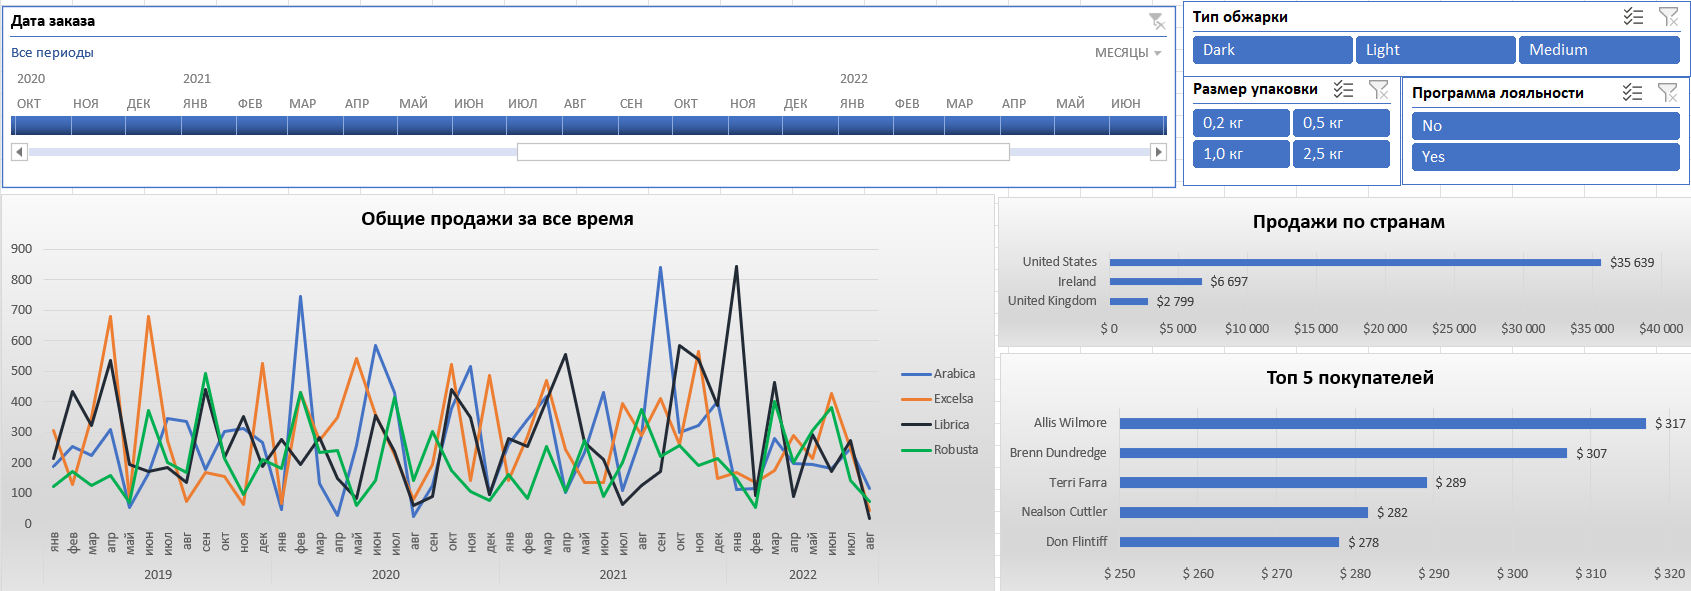 Дата заказа
Все периоды
МЕСЯЦЫ
2020 2021 2022
ОКТ НОЯ ДЕК ЯНВ ФЕВ МАР АПР МАЙ ИЮН ИЮЛ АВГ СЕН ОКТ НОЯ ДЕК ЯНВ ФЕВ МАР АПР МАЙ ИЮН
Тип обжарки
Dark Light Medium
Размер упаковки
0,2 кг 0,5 кг
1,0 кг 2,5 кг
Программа лояльности
No
Yes
Общие продажи за все время
900
800
700
600
500
400
300
200
100
0
янв фев мар апр май июн июл авг сен окт ноя дек янв фев мар апр май июн июл авг сен окт ноя дек янв фев мар апр май июн июл авг сен окт ноя дек янв фев мар апр май июн июл авг
2019 2020 2021 2022
Arabica
Excelsa
Librica
Robusta
Продажи по странам
United States $35 639
Ireland $6 697
United Kingdom $2 799
$ 0 $5 000 $10 000 $15 000 $20 000 $25 000 $30 000 $35 000 $40 000
Топ 5 покупателей
Allis Wilmore $ 317
Brenn Dundredge $ 307
Terri Farra $ 289
Nealson Cuttler $ 282
Don Flintiff $ 278
$ 250 $ 260 $ 270 $ 280 $ 290 $ 300 $ 310 $ 320